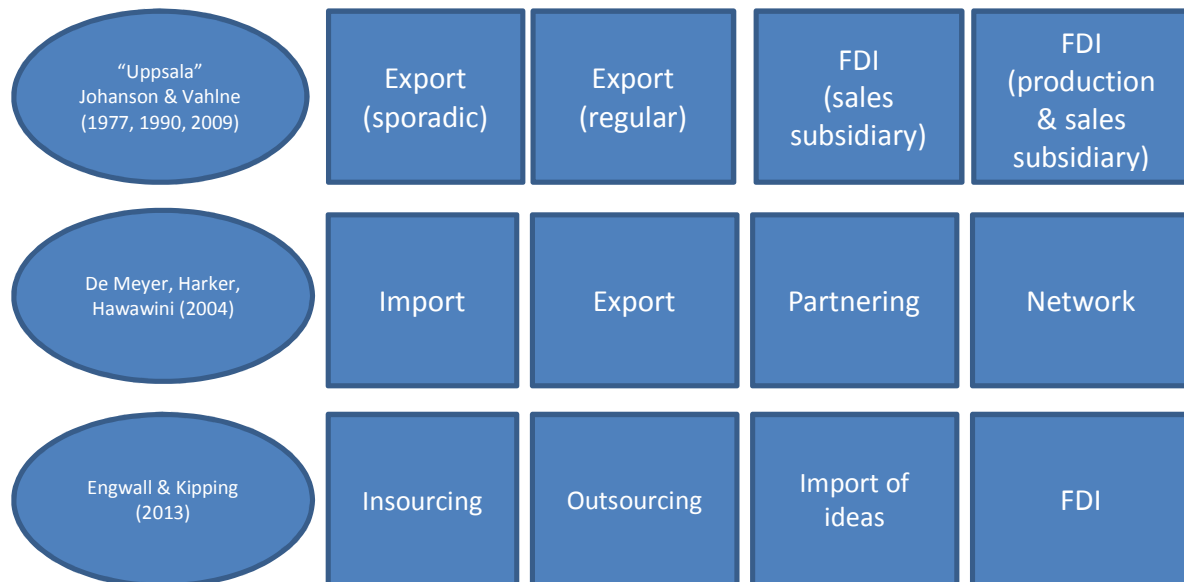 “Uppsala”
Johanson & Vahlne
(1977, 1990, 2009)
Export
(sporadic)
Export
(regular)
FDI
(sales
subsidiary)
FDI
(production
& sales
subsidiary)
De Meyer, Harker,
Hawawini (2004)
Import
Export
Partnering
Network
Engwall & Kipping
(2013)
Insourcing
Outsourcing
Import of
ideas
FDI